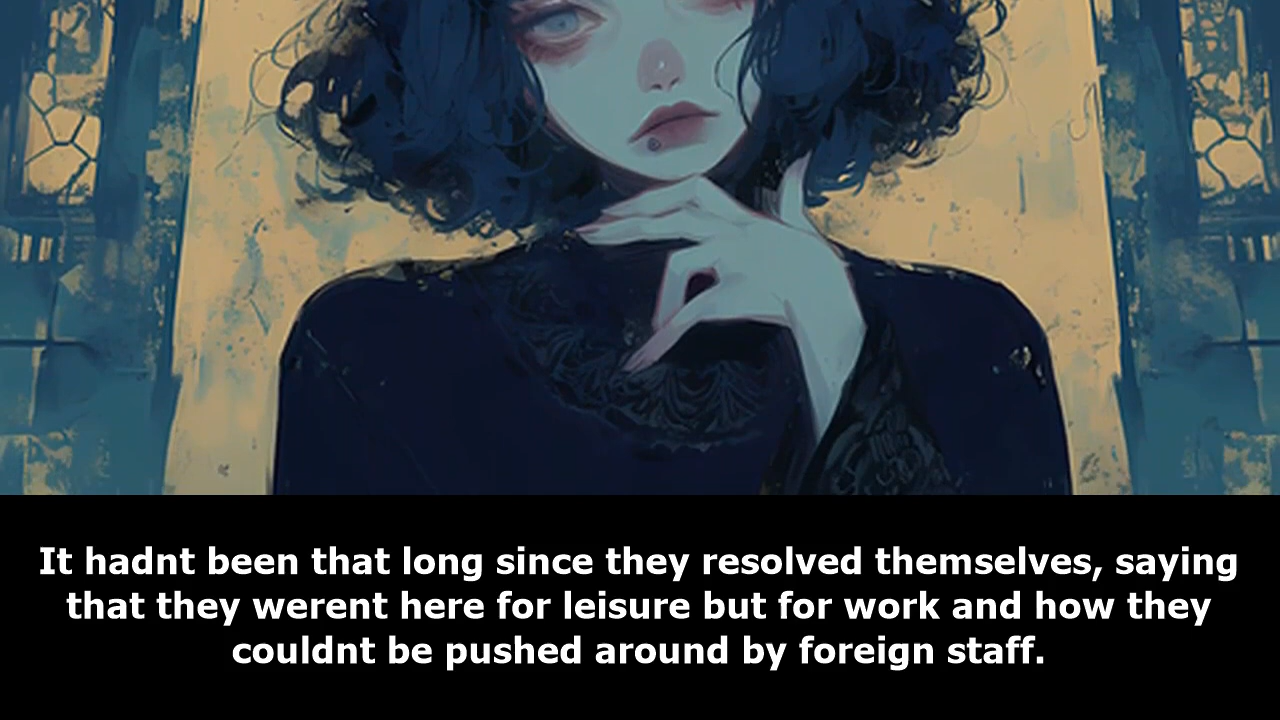 It hadnt been that long since they resolved themselves, saying
that they werent here for leisure but for work and how they
couldnt be pushed around by foreign staff.